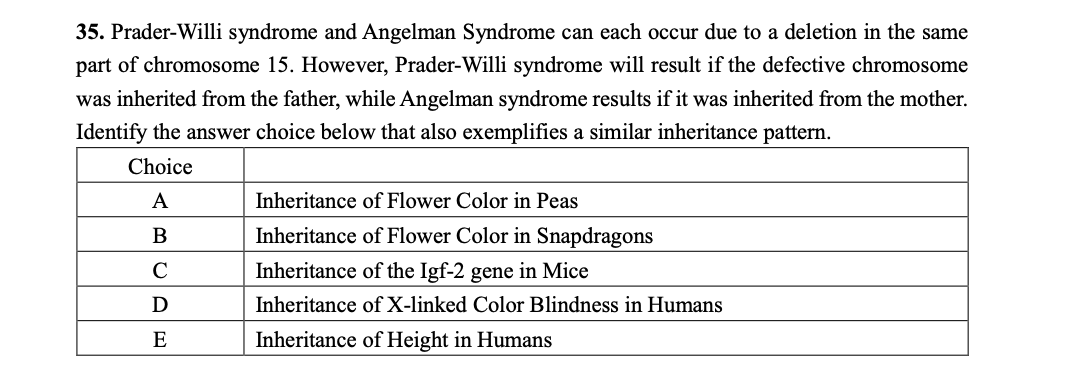 35. Prader-Willi syndrome and Angelman Syndrome can each occur due to a deletion in the same
part of chromosome 15. However, Prader-Willi syndrome will result if the defective chromosome
was inherited from the father, while Angelman syndrome results if it was inherited from the mother.
Identify the answer choice below that also exemplifies a similar inheritance pattern.
Choice
A Inheritance of Flower Color in Peas
B Inheritance of Flower Color in Snapdragons
C Inheritance of the Igf-2 gene in Mice
D Inheritance of X-linked Color Blindness in Humans
E Inheritance of Height in Humans